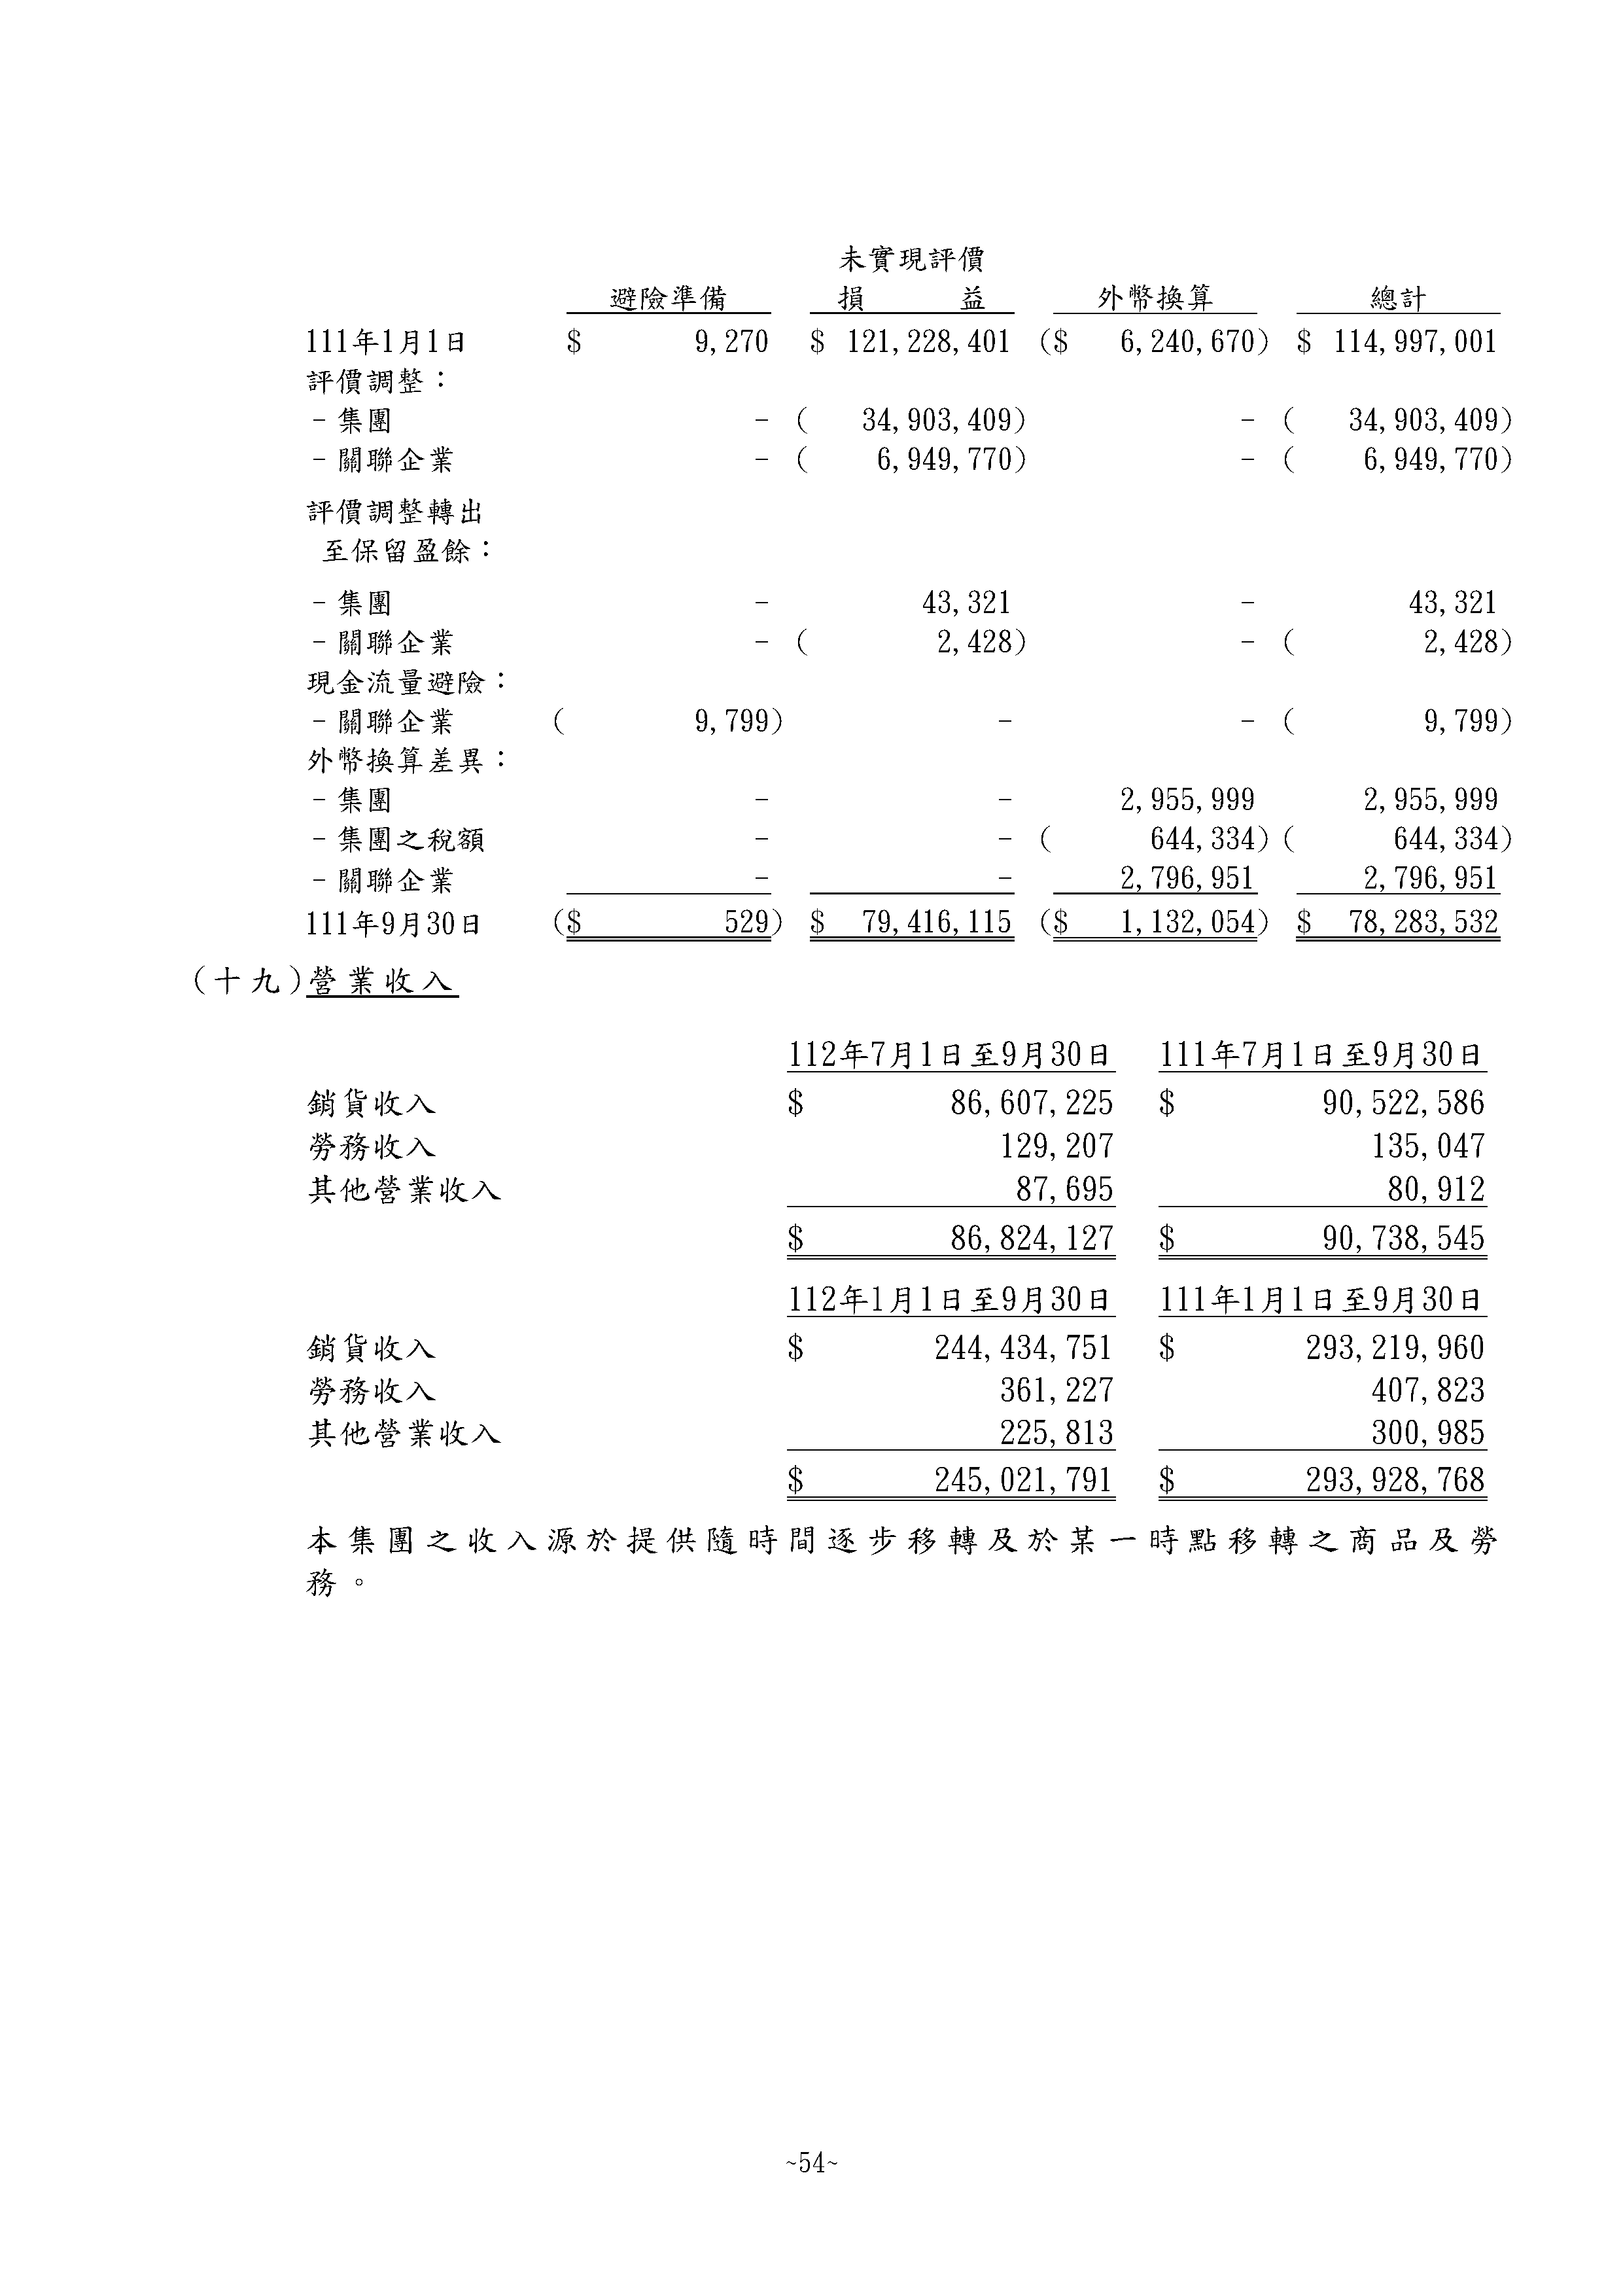 未實現評價
避險準備 損 益 外幣換算 總計
111年1月1日 $ 9,270 $ 121,228,401 ($ 6,240,670) $ 114,997,001
評價調整：
–集團 – ( 34,903,409) – ( 34,903,409)
–關聯企業 – ( 6,949,770) – ( 6,949,770)
評價調整轉出
至保留盈餘：
–集團 – 43,321 – 43,321
–關聯企業 – ( 2,428) – ( 2,428)
現金流量避險：
–關聯企業 ( 9,799) – – ( 9,799)
外幣換算差異：
–集團 – – 2,955,999 2,955,999
–集團之稅額 – – ( 644,334) ( 644,334)
–關聯企業 – – 2,796,951 2,796,951
111年9月30日 ($ 529) $ 79,416,115 ($ 1,132,054) $ 78,283,532
(十九)營業收入
112年7月1日至9月30日 111年7月1日至9月30日
銷貨收入 $ 86,607,225 $ 90,522,586
勞務收入 129,207 135,047
其他營業收入 87,695 80,912
$ 86,824,127 $ 90,738,545
112年1月1日至9月30日 111年1月1日至9月30日
銷貨收入 $ 244,434,751 $ 293,219,960
勞務收入 361,227 407,823
其他營業收入 225,813 300,985
$ 245,021,791 $ 293,928,768
本集團之收入源於提供隨時間逐步移轉及於某一時點移轉之商品及勞
務。
~54~